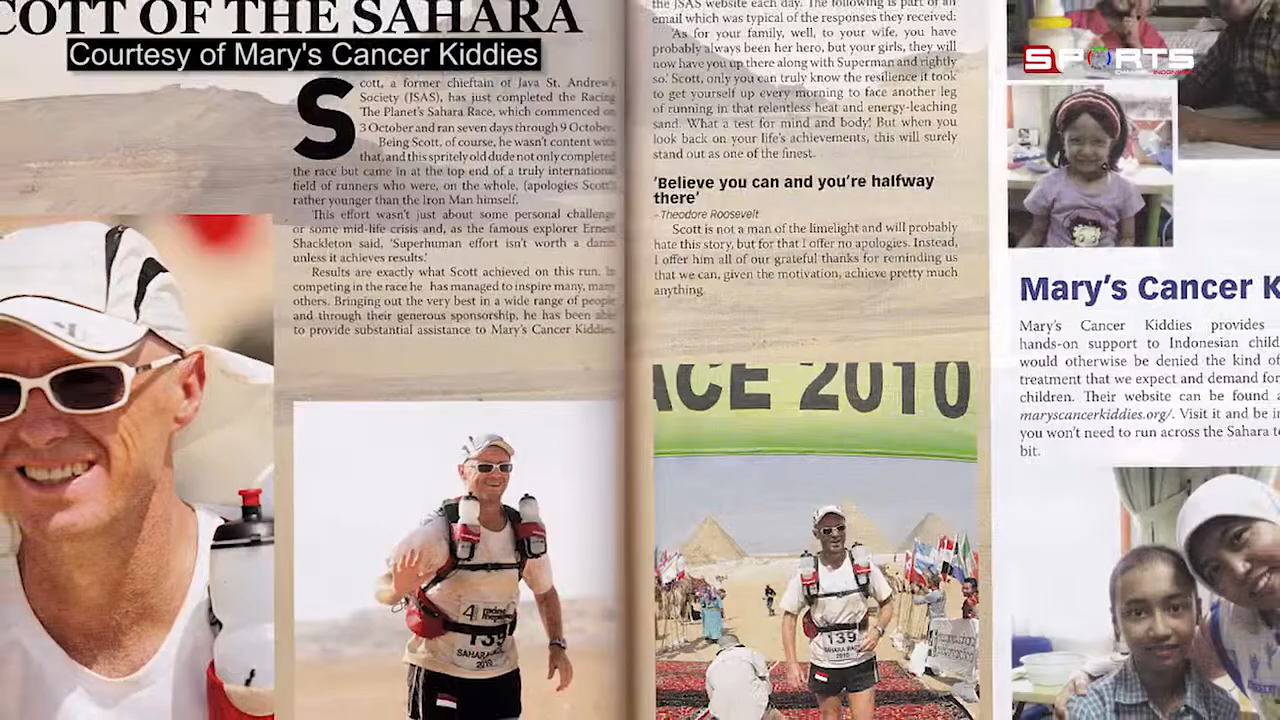 COTT OF THE SAHARA
Courtesy of Mary's Cancer Kiddies
Scott, a former chieftain of Java St. Andrew's
Society (JSAS), has just completed the Racing
The Planet's Sahara Race, which commenced on
3 October and ran seven days through 9 October.
Being Scott, of course, he wasn't content with
that, and this spritely old dude not only completed
the race but came in at the top end of a truly international
field of runners who were, on the whole, (apologies Scott)
rather younger than the Iron Man himself.
This effort wasn't just about some personal challenge
or some mid-life crisis and, as the famous explorer Ernest
Shackleton said, 'Superhuman effort isn't worth a damn
unless it achieves results.'
Results are exactly what Scott achieved on this run. In
competing in the race he has managed to inspire many, many
others. Bringing out the very best in a wide range of people
and through their generous sponsorship, he has been able
to provide substantial assistance to Mary's Cancer Kiddies.
the JSAS website each day. The following is part of an
email which was typical of the responses they received:
'As for your family, well, to your wife, you have
probably always been her hero, but your girls, they will
now have you up there along with Superman and rightly
so.' Scott, only you can truly know the resilience it took
to get yourself up every morning to face another leg
of running in that relentless heat and energy-leaching
sand. What a test for mind and body! But when you
look back on your life's achievements, this will surely
stand out as one of the finest.
'Believe you can and you're halfway
there'
- Theodore Roosevelt
Scott is not a man of the limelight and will probably
hate this story, but for that I offer no apologies. Instead,
I offer him all of our grateful thanks for reminding us
that we can, given the motivation, achieve pretty much
anything.
SPORTS
INDONESIA
Mary's Cancer K
Mary's Cancer Kiddies provides
hands-on support to Indonesian child
would otherwise be denied the kind of
treatment that we expect and demand for
children. Their website can be found a
maryscancerkiddies.org/. Visit it and be i
you won't need to run across the Sahara to
bit.
4
racing
139
SAHARA RACE
2010
ACE 2010
139
SAHARA RACE
2010